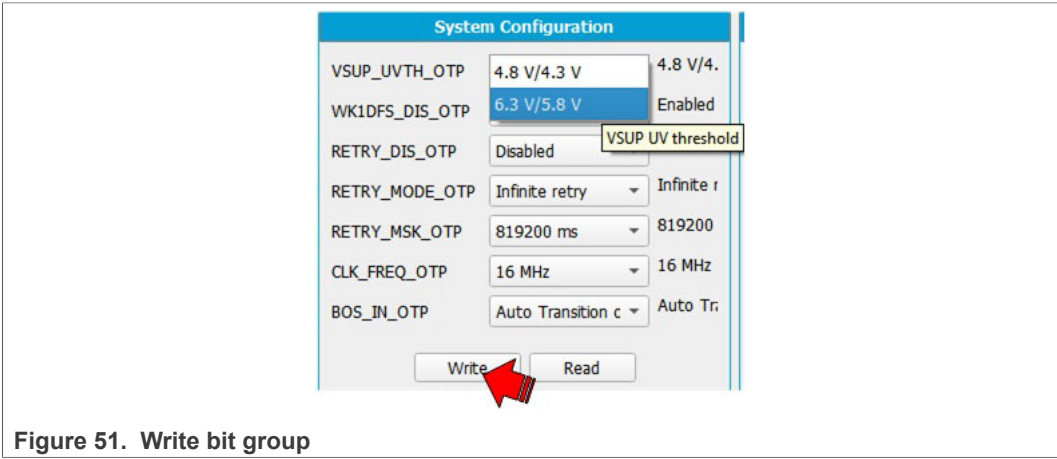 System Configuration
VSUP_UVTH_OTP 4.8 V/4.3 V 4.8 V/4.
WK1DFS_DIS_OTP 6.3 V/5.8 V Enabled
VSUP UV threshold
RETRY_DIS_OTP Disabled
RETRY_MODE_OTP Infinite retry Infinite r
RETRY_MSK_OTP 819200 ms 819200
CLK_FREQ_OTP 16 MHz 16 MHz
BOS_IN_OTP Auto Transition c Auto Tra
Write Read
Figure 51. Write bit group